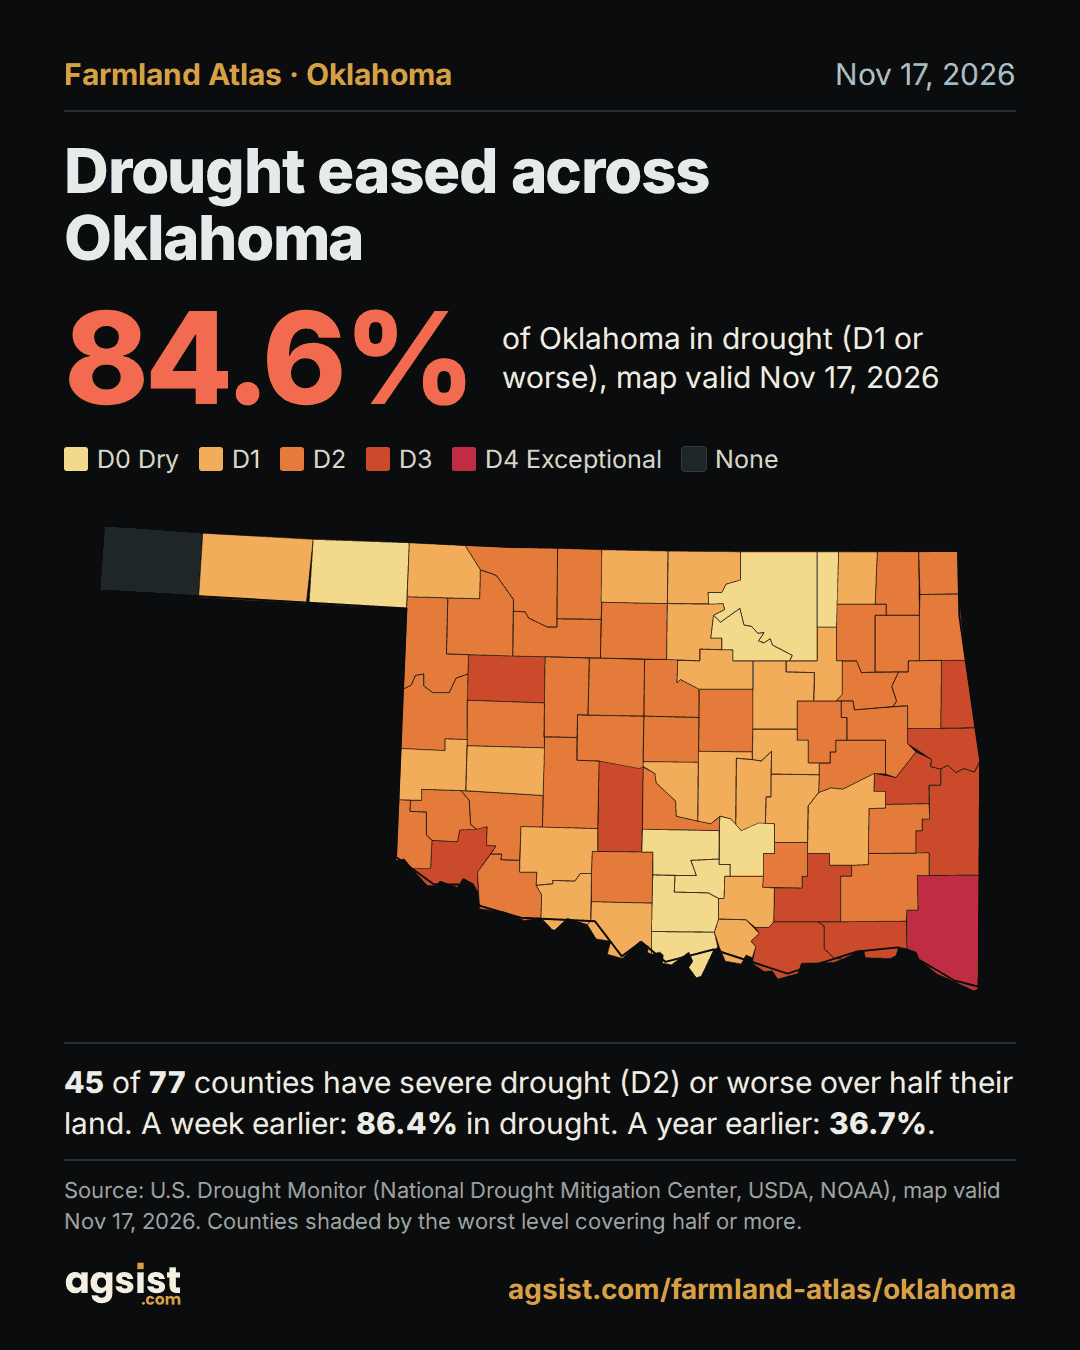 Farmland Atlas · Oklahoma
Nov 17, 2026
Drought eased across
Oklahoma
84.6%
of Oklahoma in drought (D1 or
worse), map valid Nov 17, 2026
D0 Dry
D1
D2
D3
D4 Exceptional
None
45 of 77 counties have severe drought (D2) or worse over half their
land. A week earlier: 86.4% in drought. A year earlier: 36.7%.
Source: U.S. Drought Monitor (National Drought Mitigation Center, USDA, NOAA), map valid
Nov 17, 2026. Counties shaded by the worst level covering half or more.
agsist
.com
agsist.com/farmland-atlas/oklahoma